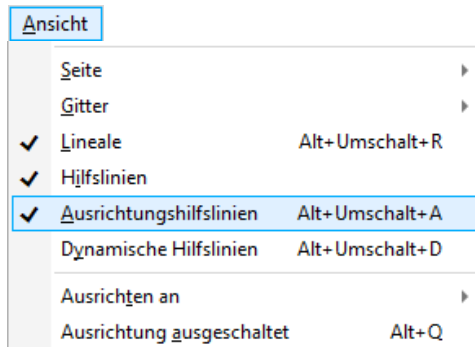 Ansicht
Seite
Gitter
Lineale Alt+Umschalt+R
Hilfslinien
Ausrichtungshilfslinien Alt+Umschalt+A
Dynamische Hilfslinien Alt+Umschalt+D
Ausrichten an
Ausrichtung ausgeschaltet Alt+Q